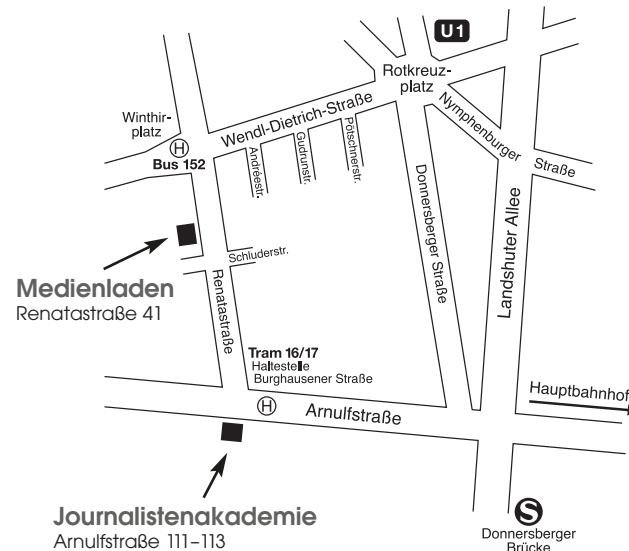 U1
Rotkreuz-
platz
Winthir-
platz
H
Bus 152
Wendl-Dietrich-Straße
Nymphenburger
Straße
Andréestr.
Gudrunstr.
Pötschnerstr.
Donnersberger Straße
Landshuter Allee
Schluderstr.
Renatastraße
Medienladen
Renatastraße 41
Tram 16/17
Haltestelle
Burghausener Straße
H
Arnulfstraße
Hauptbahnhof
Journalistenakademie
Arnulfstraße 111–113
S
Donnersberger
Brücke